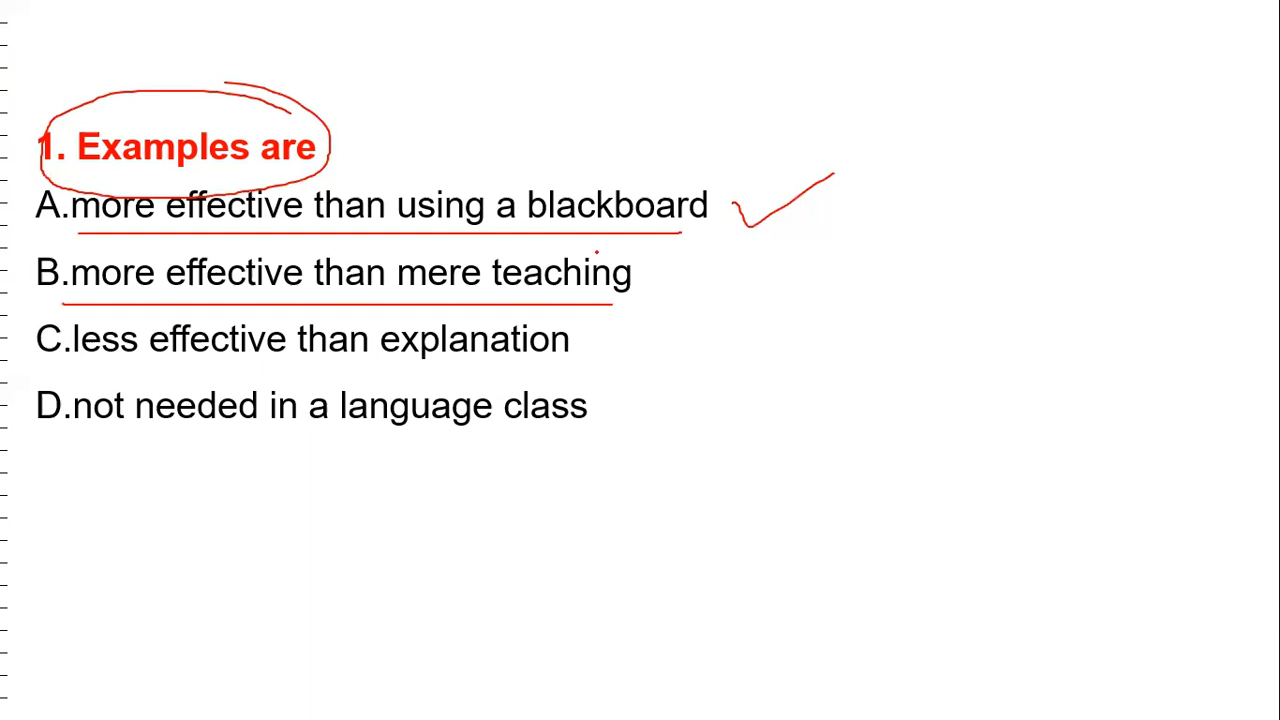 1. Examples are
A.more effective than using a blackboard
B.more effective than mere teaching
C.less effective than explanation
D.not needed in a language class